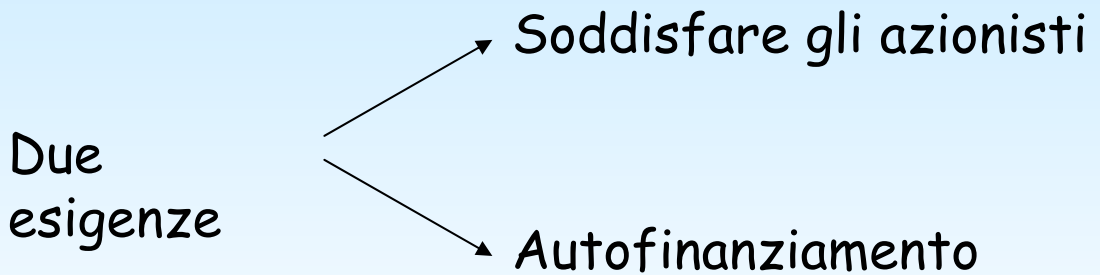 Soddisfare gli azionisti
Due
esigenze
Autofinanziamento